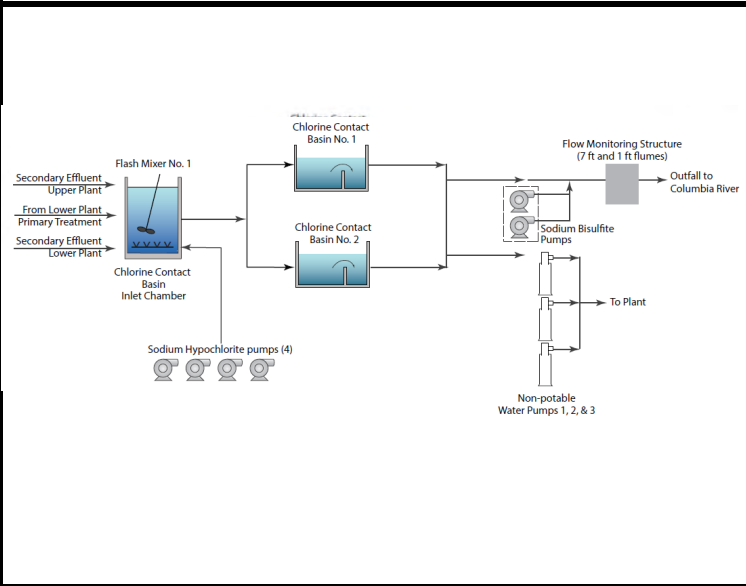 Chlorine Contact
Basin No. 1
Flash Mixer No. 1
Secondary Effluent
Upper Plant
From Lower Plant
Primary Treatment
Secondary Effluent
Lower Plant
Chlorine Contact
Basin
Inlet Chamber
Chlorine Contact
Basin No. 2
Sodium Hypochlorite pumps (4)
Flow Monitoring Structure
(7 ft and 1 ft flumes)
Outfall to
Columbia River
Sodium Bisulfite
Pumps
To Plant
Non-potable
Water Pumps 1, 2, & 3